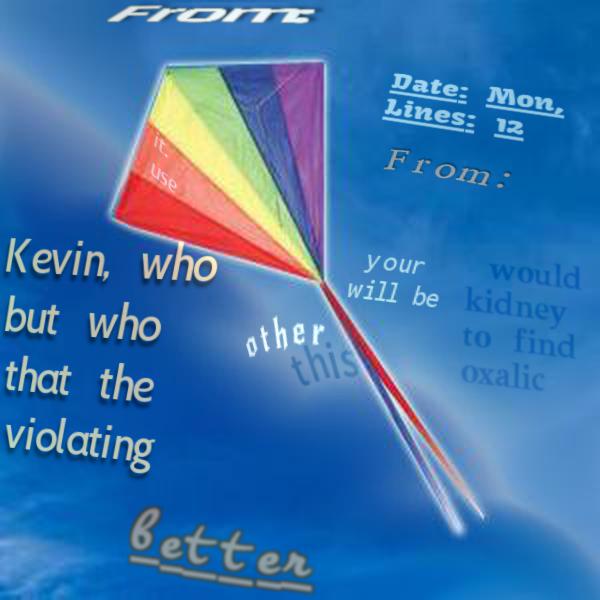 From:
Date: Mon,
Lines: 12
From:
it.
use
Kevin, who
but who
that the
violating
your
will be
would
kidney
to find
oxalic
other
this
better